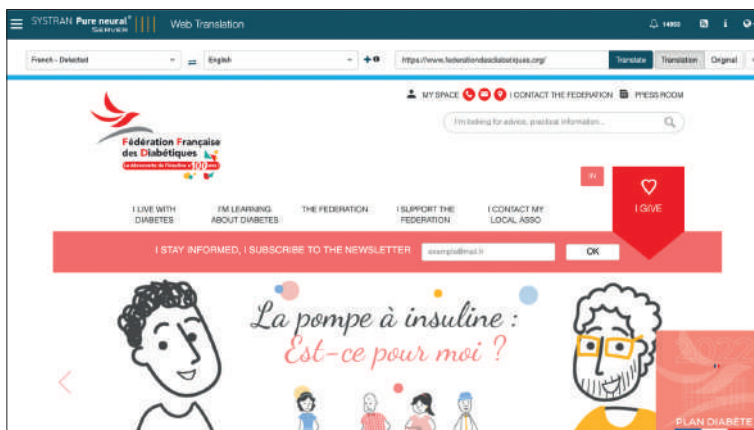 SYSTRAN Pure neural® SERVER Web Translation
French - Detected English https://www.federationdesdiabetiques.org/ Translate Translation Original
MY SPACE I CONTACT THE FEDERATION PRESS ROOM
I'm looking for advice, practical information...
Fédération Française
des Diabétiques
IN
I LIVE WITH DIABETES
I'M LEARNING ABOUT DIABETES
THE FEDERATION
I SUPPORT THE FEDERATION
I CONTACT MY LOCAL ASSO
I GIVE
I STAY INFORMED, I SUBSCRIBE TO THE NEWSLETTER example@mail.fr OK
La pompe à insuline :
Est-ce pour moi ?
2022
PLAN DIABÈTE